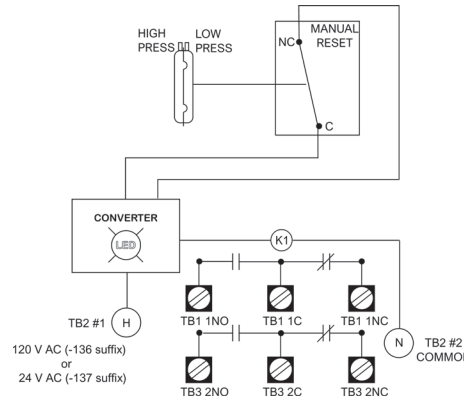 HIGH PRESS
LOW PRESS
MANUAL RESET
NC
C
CONVERTER
LED
K1
TB1 1NO
TB1 1C
TB1 1NC
TB2 #1
H
N
TB2 #2
COMMON
120 V AC (-136 suffix)
or
24 V AC (-137 suffix)
TB3 2NO
TB3 2C
TB3 2NC